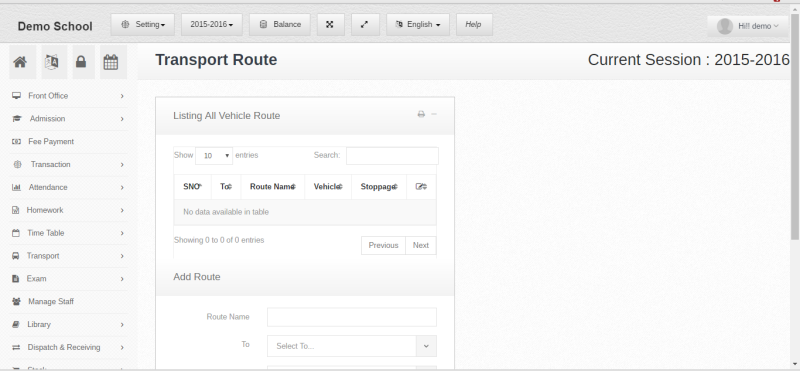 Demo School
Setting
2015-2016
Balance
English
Help
Hi!! demo
Transport Route
Current Session : 2015-2016
Front Office
Admission
Fee Payment
Transaction
Attendance
Homework
Time Table
Transport
Exam
Manage Staff
Library
Dispatch & Receiving
Listing All Vehicle Route
Show 10 entries Search:
SNO To Route Name Vehicle Stoppage
No data available in table
Showing 0 to 0 of 0 entries
Previous Next
Add Route
Route Name
To Select To...